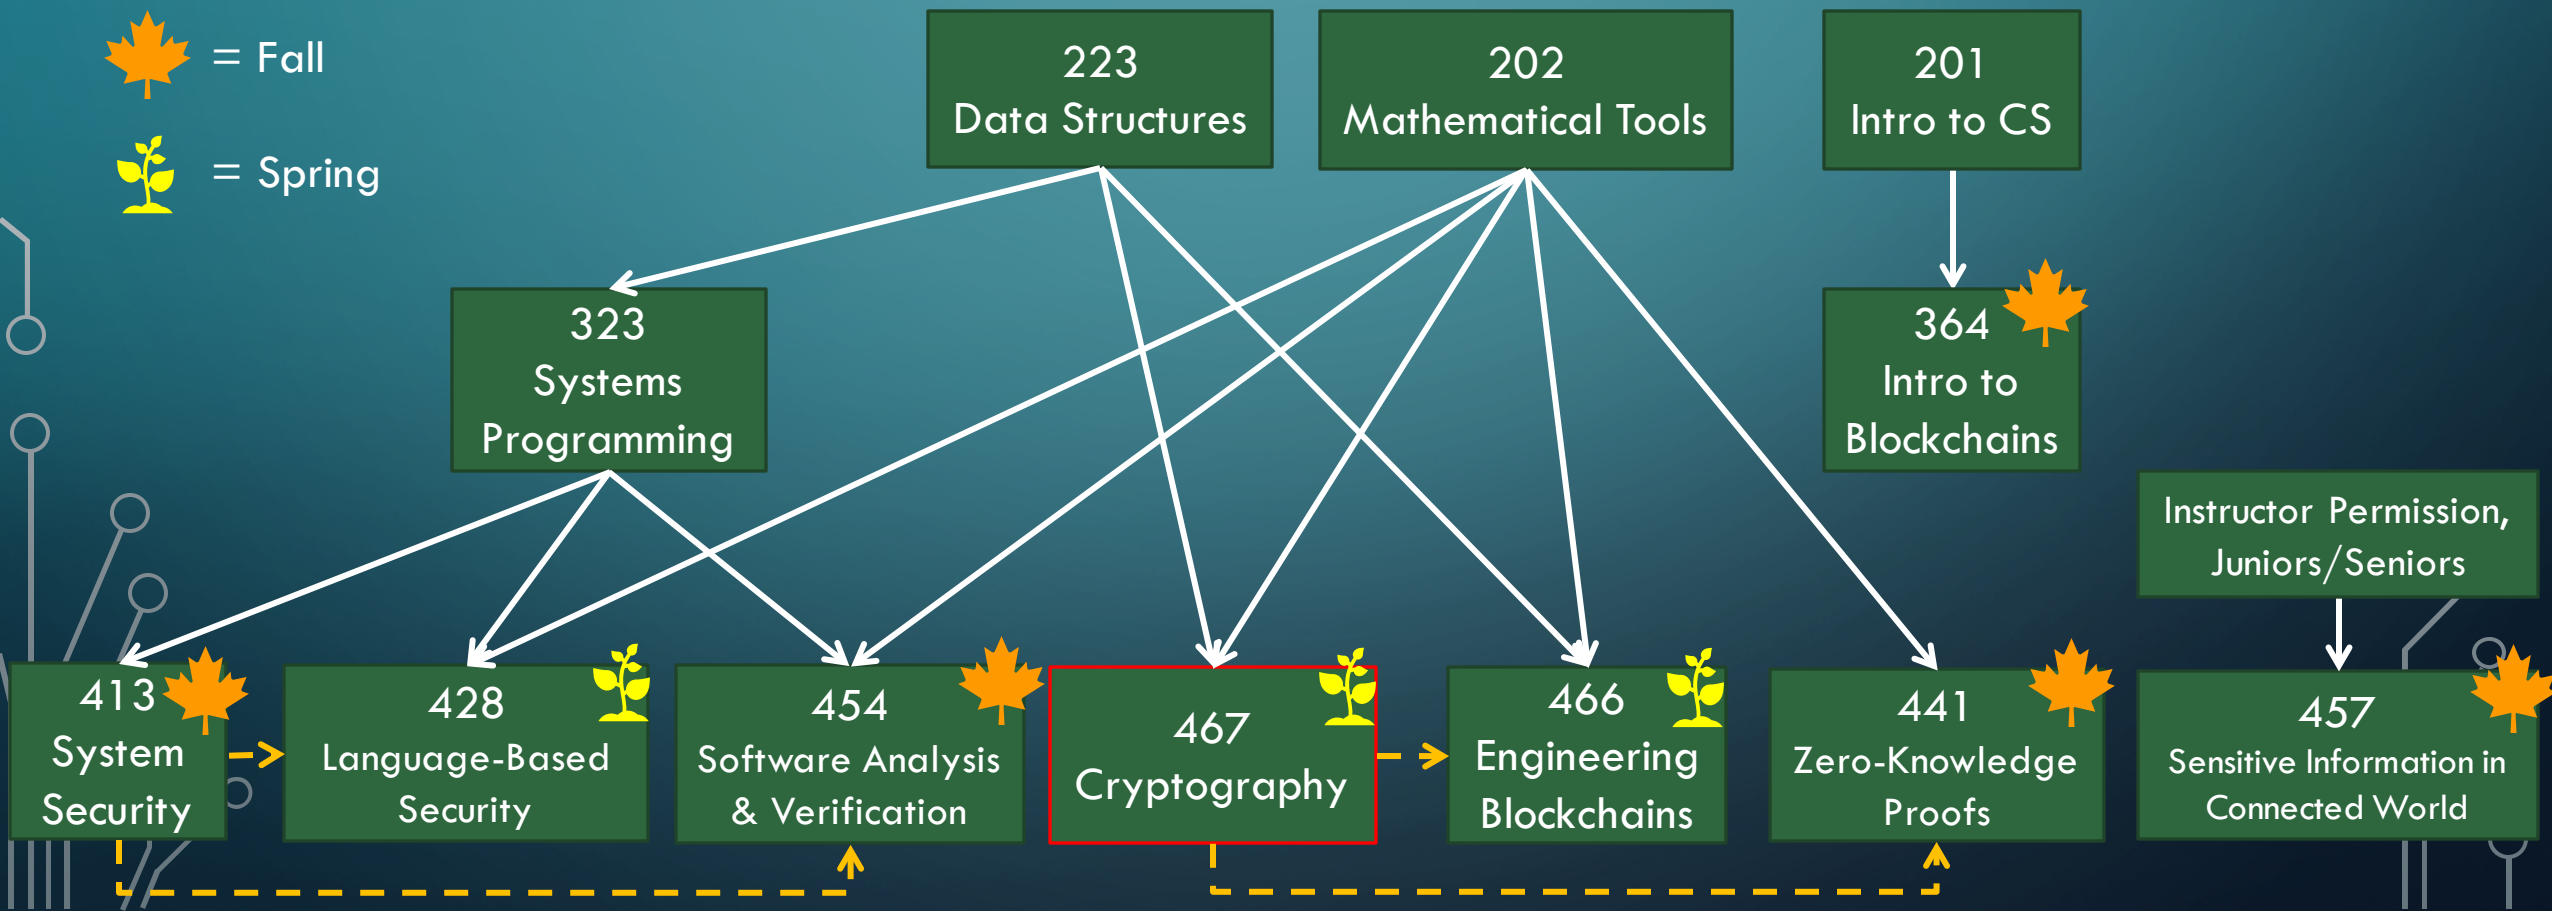 = Fall
= Spring
223
Data Structures
202
Mathematical Tools
201
Intro to CS
323
Systems
Programming
364
Intro to
Blockchains
Instructor Permission,
Juniors/Seniors
413
System
Security
428
Language-Based
Security
454
Software Analysis
& Verification
467
Cryptography
466
Engineering
Blockchains
441
Zero-Knowledge
Proofs
457
Sensitive Information in
Connected World